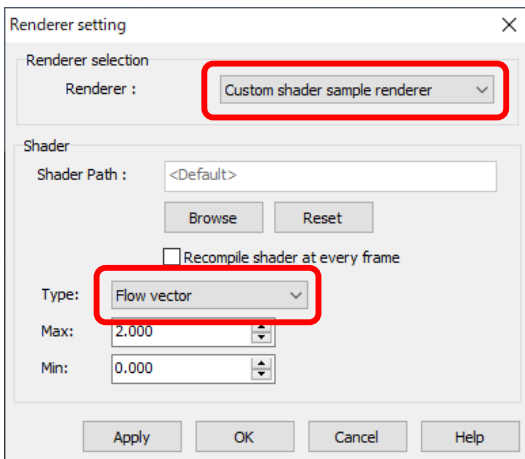 Renderer setting
Renderer selection
Renderer : Custom shader sample renderer
Shader
Shader Path : <Default>
Browse Reset
Recompile shader at every frame
Type: Flow vector
Max: 2.000
Min: 0.000
Apply OK Cancel Help